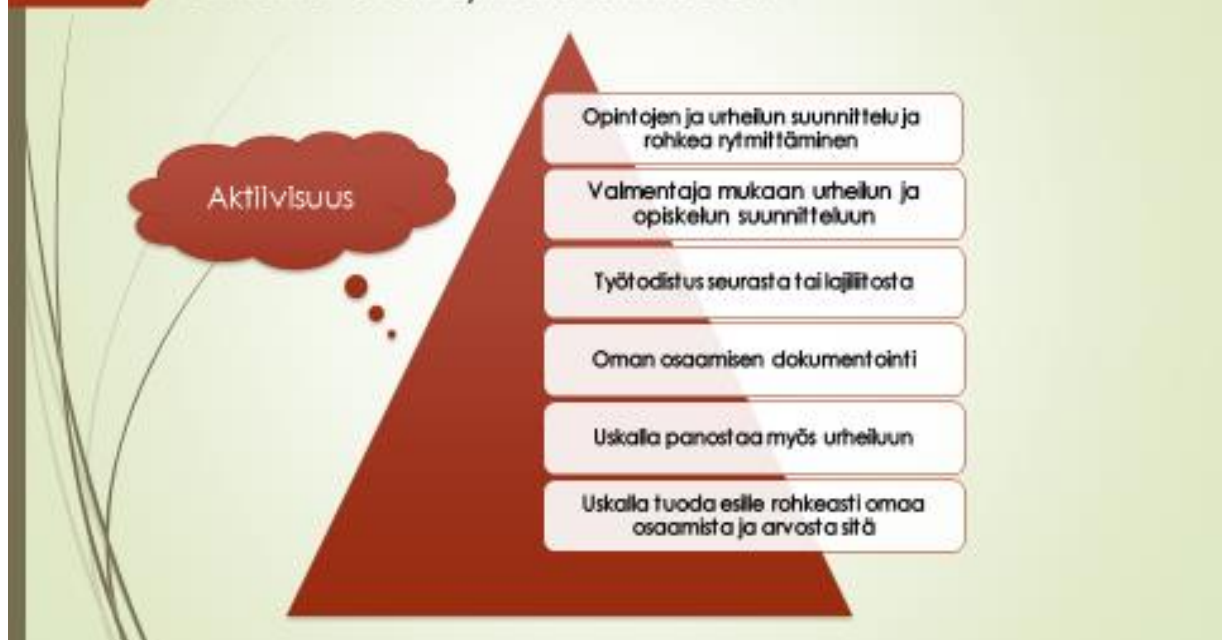 Aktiivisuus
Opintojen ja urheilun suunnittelu ja
rohkea rytmittäminen
Valmentaja mukaan urheilun ja
opiskelun suunnitteluun
Työtodistus seurasta tai lajiliitosta
Oman osaamisen dokumentointi
Uskalla panostaa myös urheiluun
Uskalla tuoda esille rohkeasti omaa
osaamista ja arvosta sitä